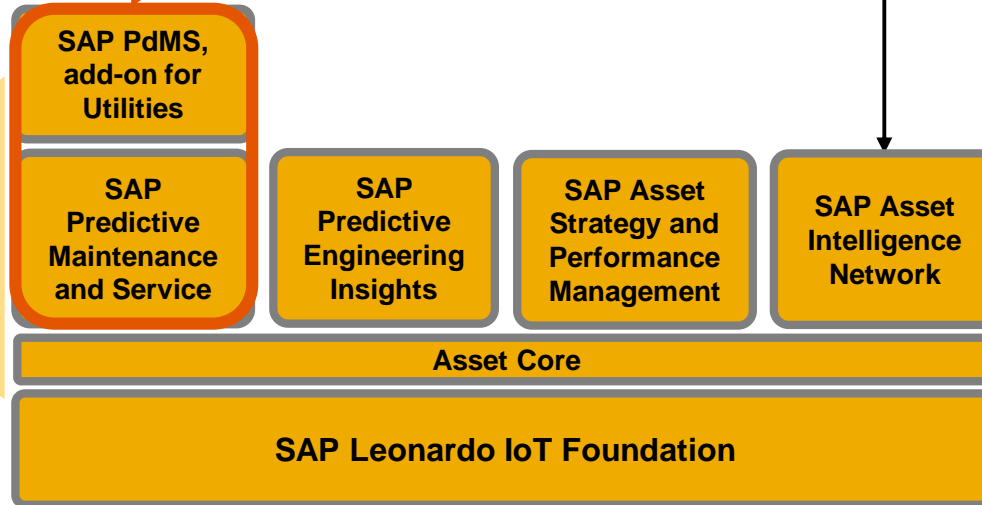 SAP PdMS,
add-on for
Utilities
SAP
Predictive
Maintenance
and Service
SAP
Predictive
Engineering
Insights
SAP Asset
Strategy and
Performance
Management
SAP Asset
Intelligence
Network
Asset Core
SAP Leonardo IoT Foundation